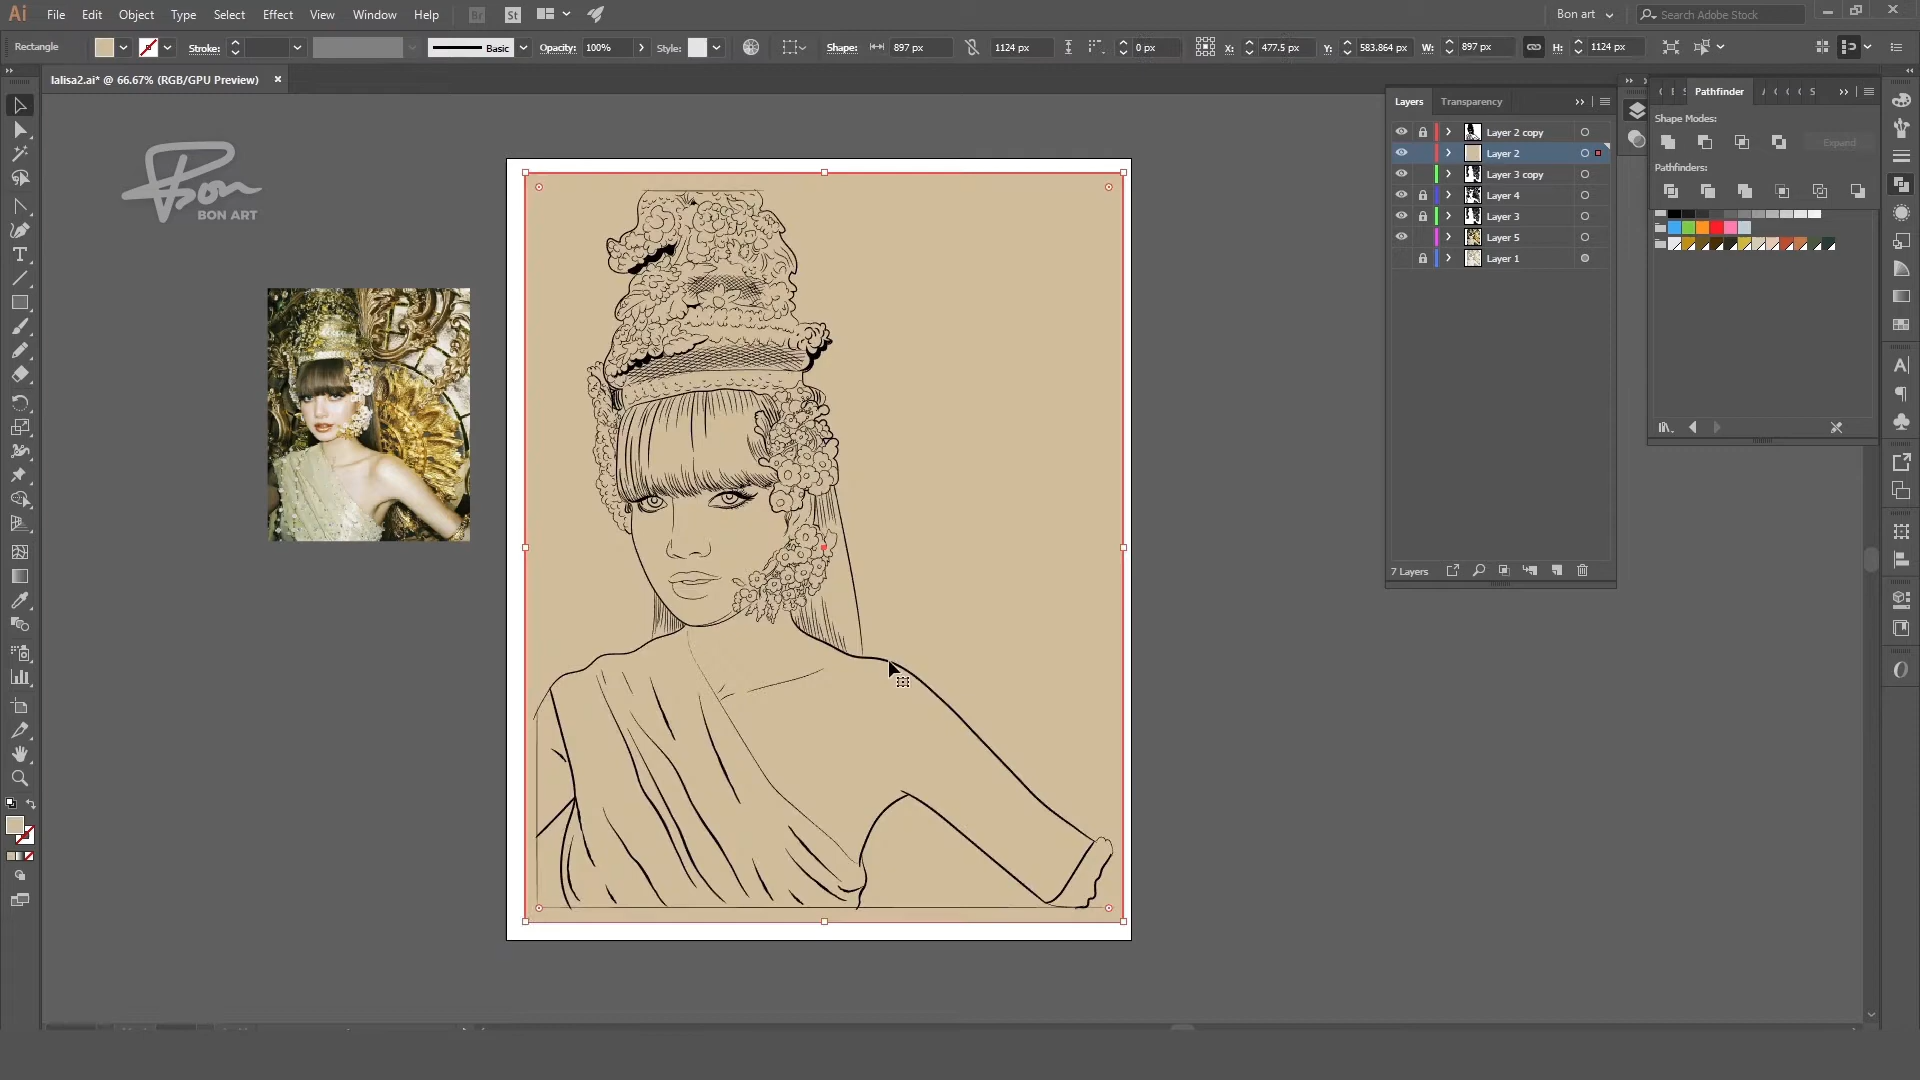 Ai File Edit Object Type Select Effect View Window Help Br St Bon art Search Adobe Stock
Rectangle Stroke: Basic Opacity: 100% Style: Shape: 897 px 1124 px 0 px X: 477.5 px Y: 583.864 px W: 897 px H: 1124 px
lalisa2.ai* @ 66.67% (RGB/GPU Preview)
Bon
BON ART
Layers Transparency
Layer 2 copy
Layer 2
Layer 3 copy
Layer 4
Layer 3
Layer 5
Layer 1
7 Layers
Pathfinder
Shape Modes:
Expand
Pathfinders: